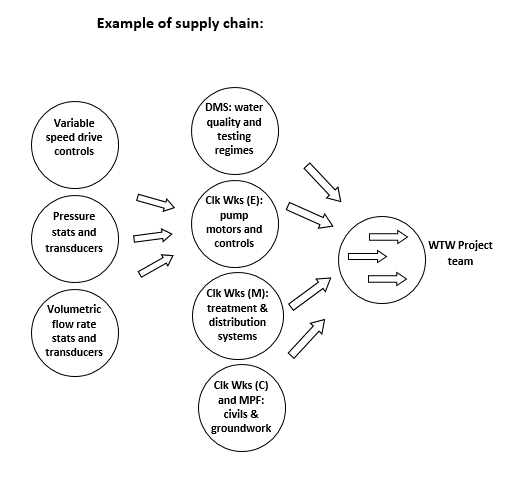 Example of supply chain:
Variable
speed drive
controls
Pressure
stats and
transducers
Volumetric
flow rate
stats and
transducers
DMS: water
quality and
testing
regimes
Clk Wks (E):
pump
motors and
controls
Clk Wks (M):
treatment &
distribution
systems
Clk Wks (C)
and MPF:
civils &
groundwork
WTW Project
team